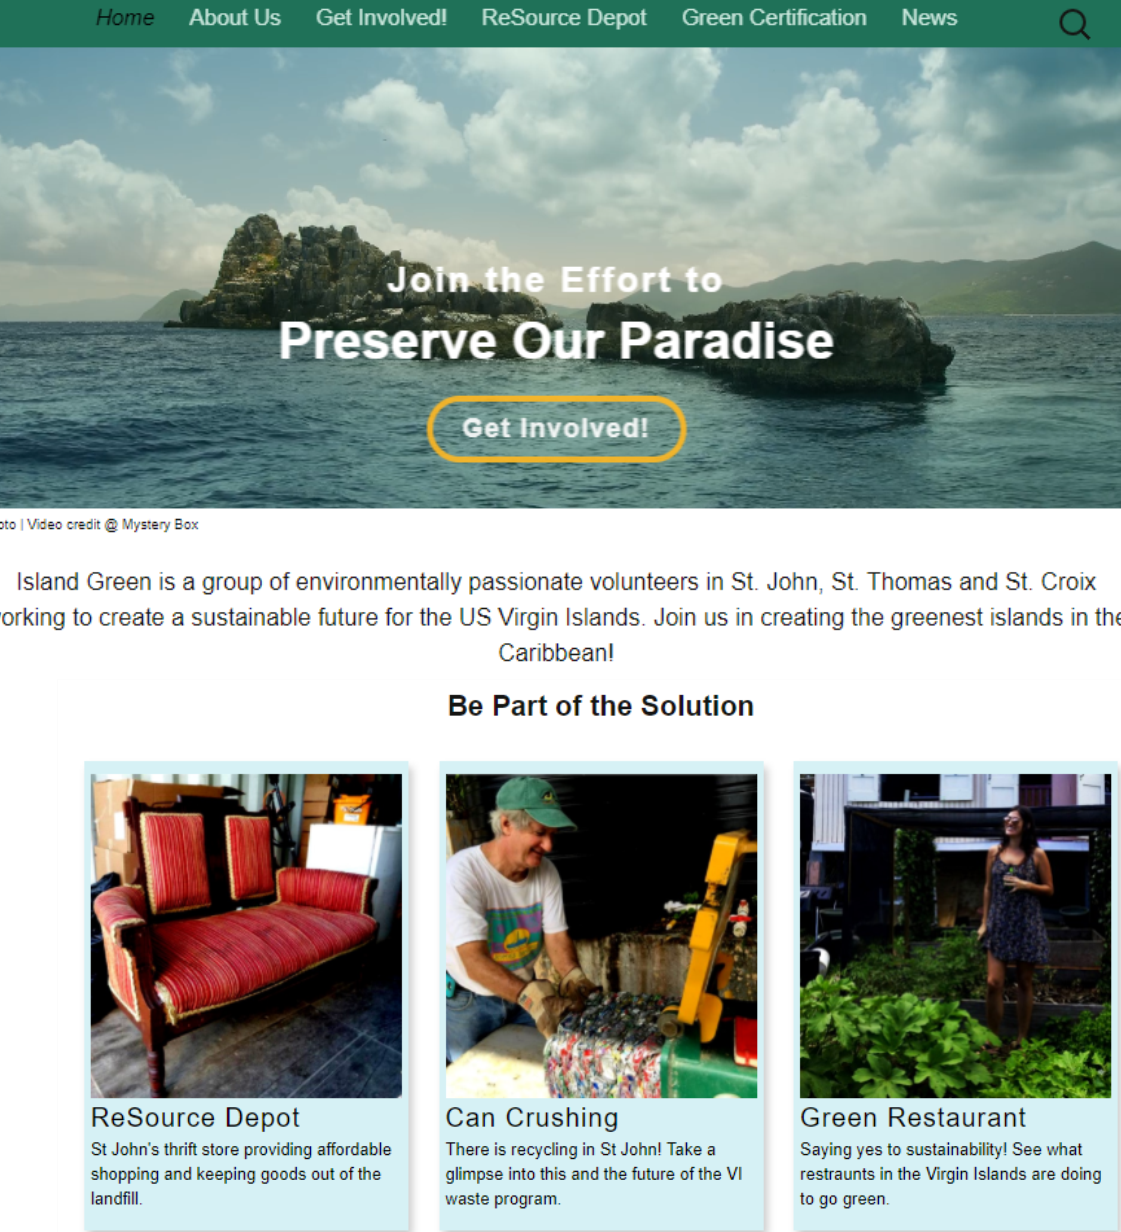 Home About Us Get Involved! ReSource Depot Green Certification News
Join the Effort to
Preserve Our Paradise
Get Involved!
| Video credit @ Mystery Box
Island Green is a group of environmentally passionate volunteers in St. John, St. Thomas and St. Croix
orking to create a sustainable future for the US Virgin Islands. Join us in creating the greenest islands in the
Caribbean!
Be Part of the Solution
ReSource Depot
St John's thrift store providing affordable
shopping and keeping goods out of the
landfill.
Can Crushing
There is recycling in St John! Take a
glimpse into this and the future of the VI
waste program.
Green Restaurant
Saying yes to sustainability! See what
restraunts in the Virgin Islands are doing
to go green.